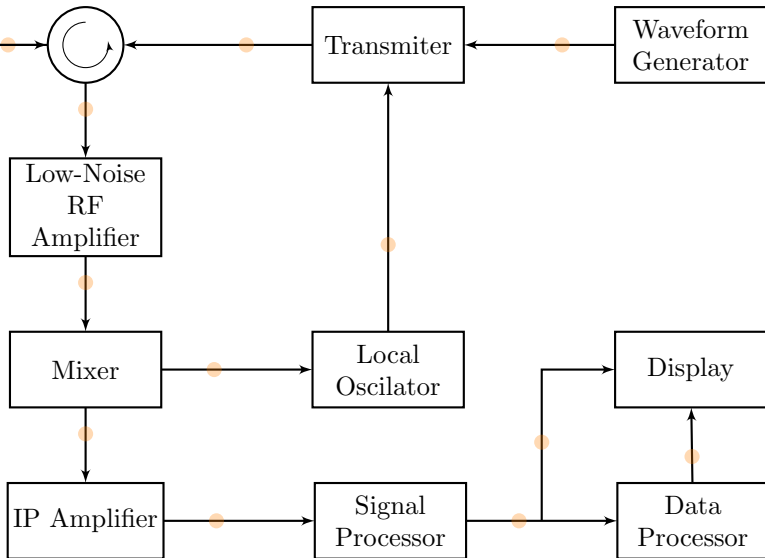 Transmiter
Waveform
Generator
Low-Noise
RF
Amplifier
Mixer
Local
Oscilator
Display
IP Amplifier
Signal
Processor
Data
Processor